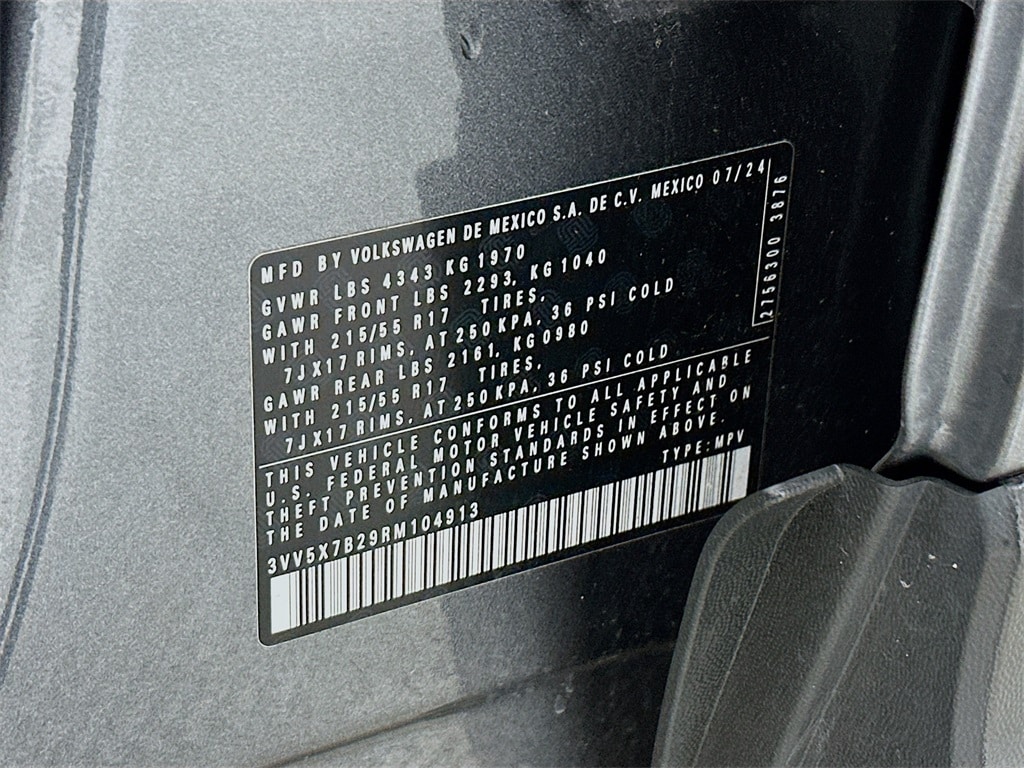 MFD BY VOLKSWAGEN DE MEXICO S.A. DE C.V. MEXICO 07/24
GVWR LBS 4343 KG 1970
GAWR FRONT LBS 2293, KG 1040
WITH 215/55 R17 TIRES,
7JX17 RIMS, AT 250 KPA, 36 PSI COLD
GAWR REAR LBS 2161, KG 0980
WITH 215/55 R17 TIRES,
7JX17 RIMS, AT 250 KPA, 36 PSI COLD
THIS VEHICLE CONFORMS TO ALL APPLICABLE
U.S. FEDERAL MOTOR VEHICLE SAFETY AND
THEFT PREVENTION STANDARDS IN EFFECT ON
THE DATE OF MANUFACTURE SHOWN ABOVE.
3VV5X7B29RM104913 TYPE: MPV
2756300 3876